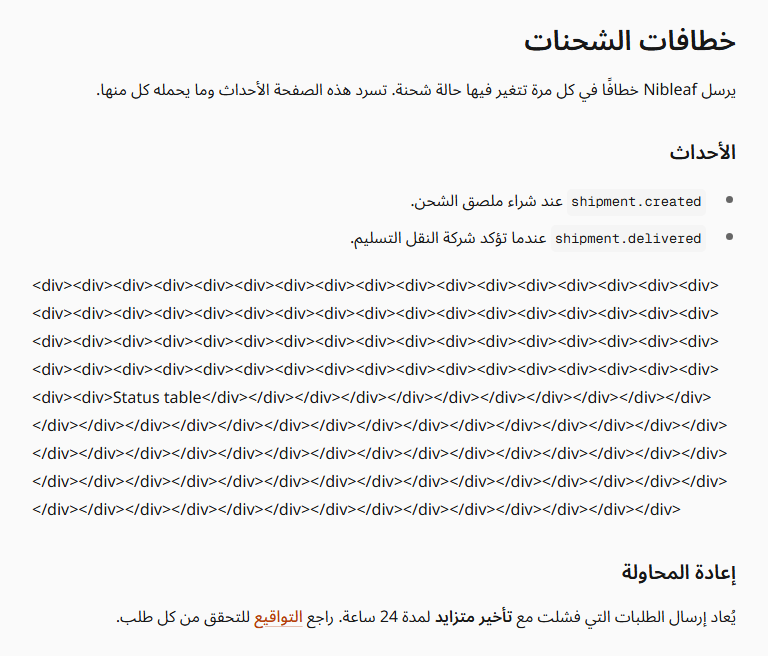 خطافات الشحنات
يرسل Nibleaf خطافًا في كل مرة تتغير فيها حالة شحنة. تسرد هذه الصفحة الأحداث وما يحمله كل منها.
الأحداث
shipment.created عند شراء ملصق الشحن.
shipment.delivered عندما تؤكد شركة النقل التسليم.
<div><div><div><div><div><div><div><div><div><div><div><div><div><div><div><div><div>
<div><div><div><div><div><div><div><div><div><div><div><div><div><div><div><div><div>
<div><div><div><div><div><div><div><div><div><div><div><div><div><div><div><div><div>
<div><div><div><div><div><div><div><div><div><div><div><div><div><div><div><div><div>
<div><div>Status table</div></div></div></div></div></div></div></div></div></div></div>
</div></div></div></div></div></div></div></div></div></div></div></div></div></div></div>
</div></div></div></div></div></div></div></div></div></div></div></div></div></div></div>
</div></div></div></div></div></div></div></div></div></div></div></div></div></div></div>
</div></div></div></div></div></div></div></div></div></div></div></div></div></div>
إعادة المحاولة
يُعاد إرسال الطلبات التي فشلت مع تأخير متزايد لمدة 24 ساعة. راجع التواقيع للتحقق من كل طلب.